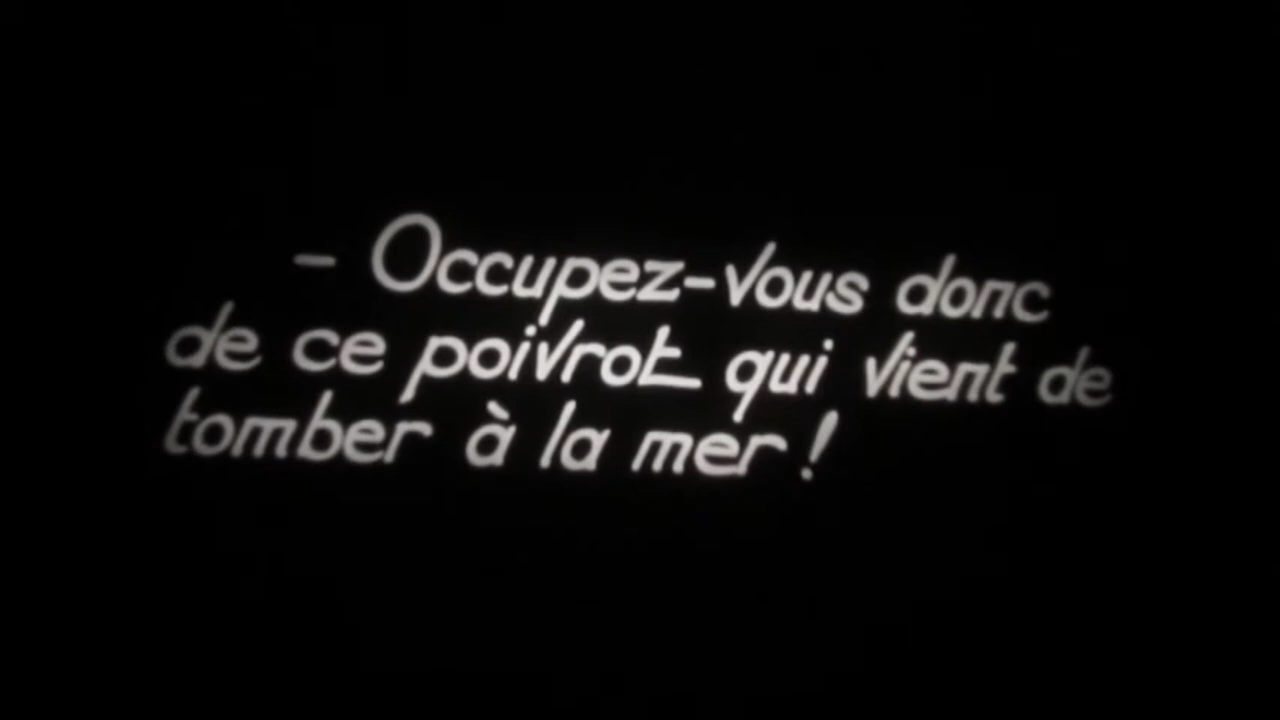 - Occupez-vous donc
de ce poivrot qui vient de
tomber à la mer !